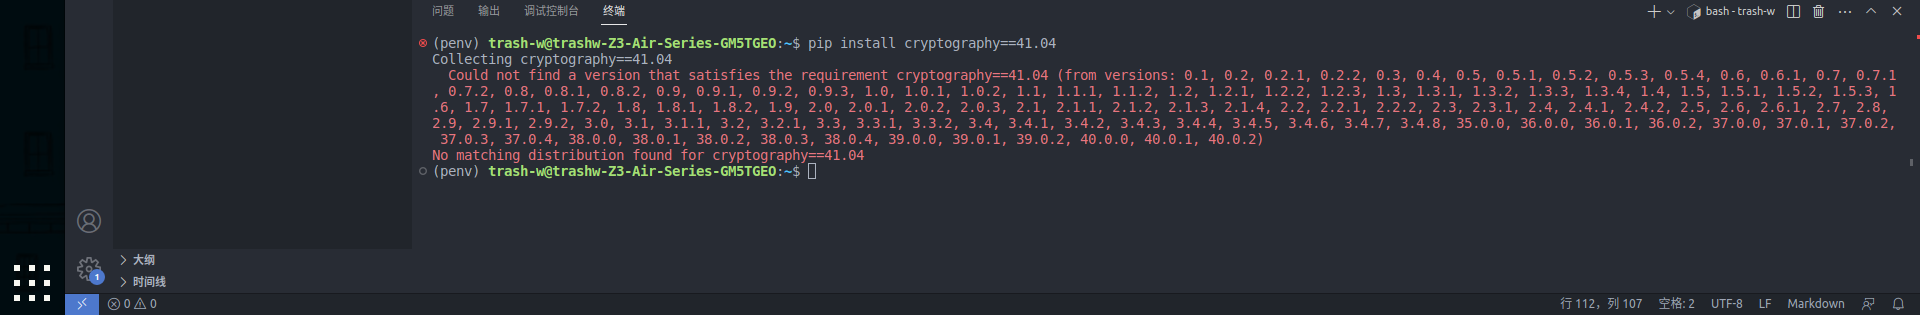 问题 输出 调试控制台 终端
bash - trash-w
(penv) trash-w@trashw-Z3-Air-Series-GM5TGEO:~$ pip install cryptography==41.04
Collecting cryptography==41.04
Could not find a version that satisfies the requirement cryptography==41.04 (from versions: 0.1, 0.2, 0.2.1, 0.2.2, 0.3, 0.4, 0.5, 0.5.1, 0.5.2, 0.5.3, 0.5.4, 0.6, 0.6.1, 0.7, 0.7.1
, 0.7.2, 0.8, 0.8.1, 0.8.2, 0.9, 0.9.1, 0.9.2, 0.9.3, 1.0, 1.0.1, 1.0.2, 1.1, 1.1.1, 1.1.2, 1.2, 1.2.1, 1.2.2, 1.2.3, 1.3, 1.3.1, 1.3.2, 1.3.3, 1.3.4, 1.4, 1.5, 1.5.1, 1.5.2, 1.5.3, 1
.6, 1.7, 1.7.1, 1.7.2, 1.8, 1.8.1, 1.8.2, 1.9, 2.0, 2.0.1, 2.0.2, 2.0.3, 2.1, 2.1.1, 2.1.2, 2.1.3, 2.1.4, 2.2, 2.2.1, 2.2.2, 2.3, 2.3.1, 2.4, 2.4.1, 2.4.2, 2.5, 2.6, 2.6.1, 2.7, 2.8,
2.9, 2.9.1, 2.9.2, 3.0, 3.1, 3.1.1, 3.2, 3.2.1, 3.3, 3.3.1, 3.3.2, 3.4, 3.4.1, 3.4.2, 3.4.3, 3.4.4, 3.4.5, 3.4.6, 3.4.7, 3.4.8, 35.0.0, 36.0.0, 36.0.1, 36.0.2, 37.0.0, 37.0.1, 37.0.2,
37.0.3, 37.0.4, 38.0.0, 38.0.1, 38.0.2, 38.0.3, 38.0.4, 39.0.0, 39.0.1, 39.0.2, 40.0.0, 40.0.1, 40.0.2)
No matching distribution found for cryptography==41.04
(penv) trash-w@trashw-Z3-Air-Series-GM5TGEO:~$
大纲
1
时间线
0 0
行 112，列 107 空格: 2 UTF-8 LF Markdown